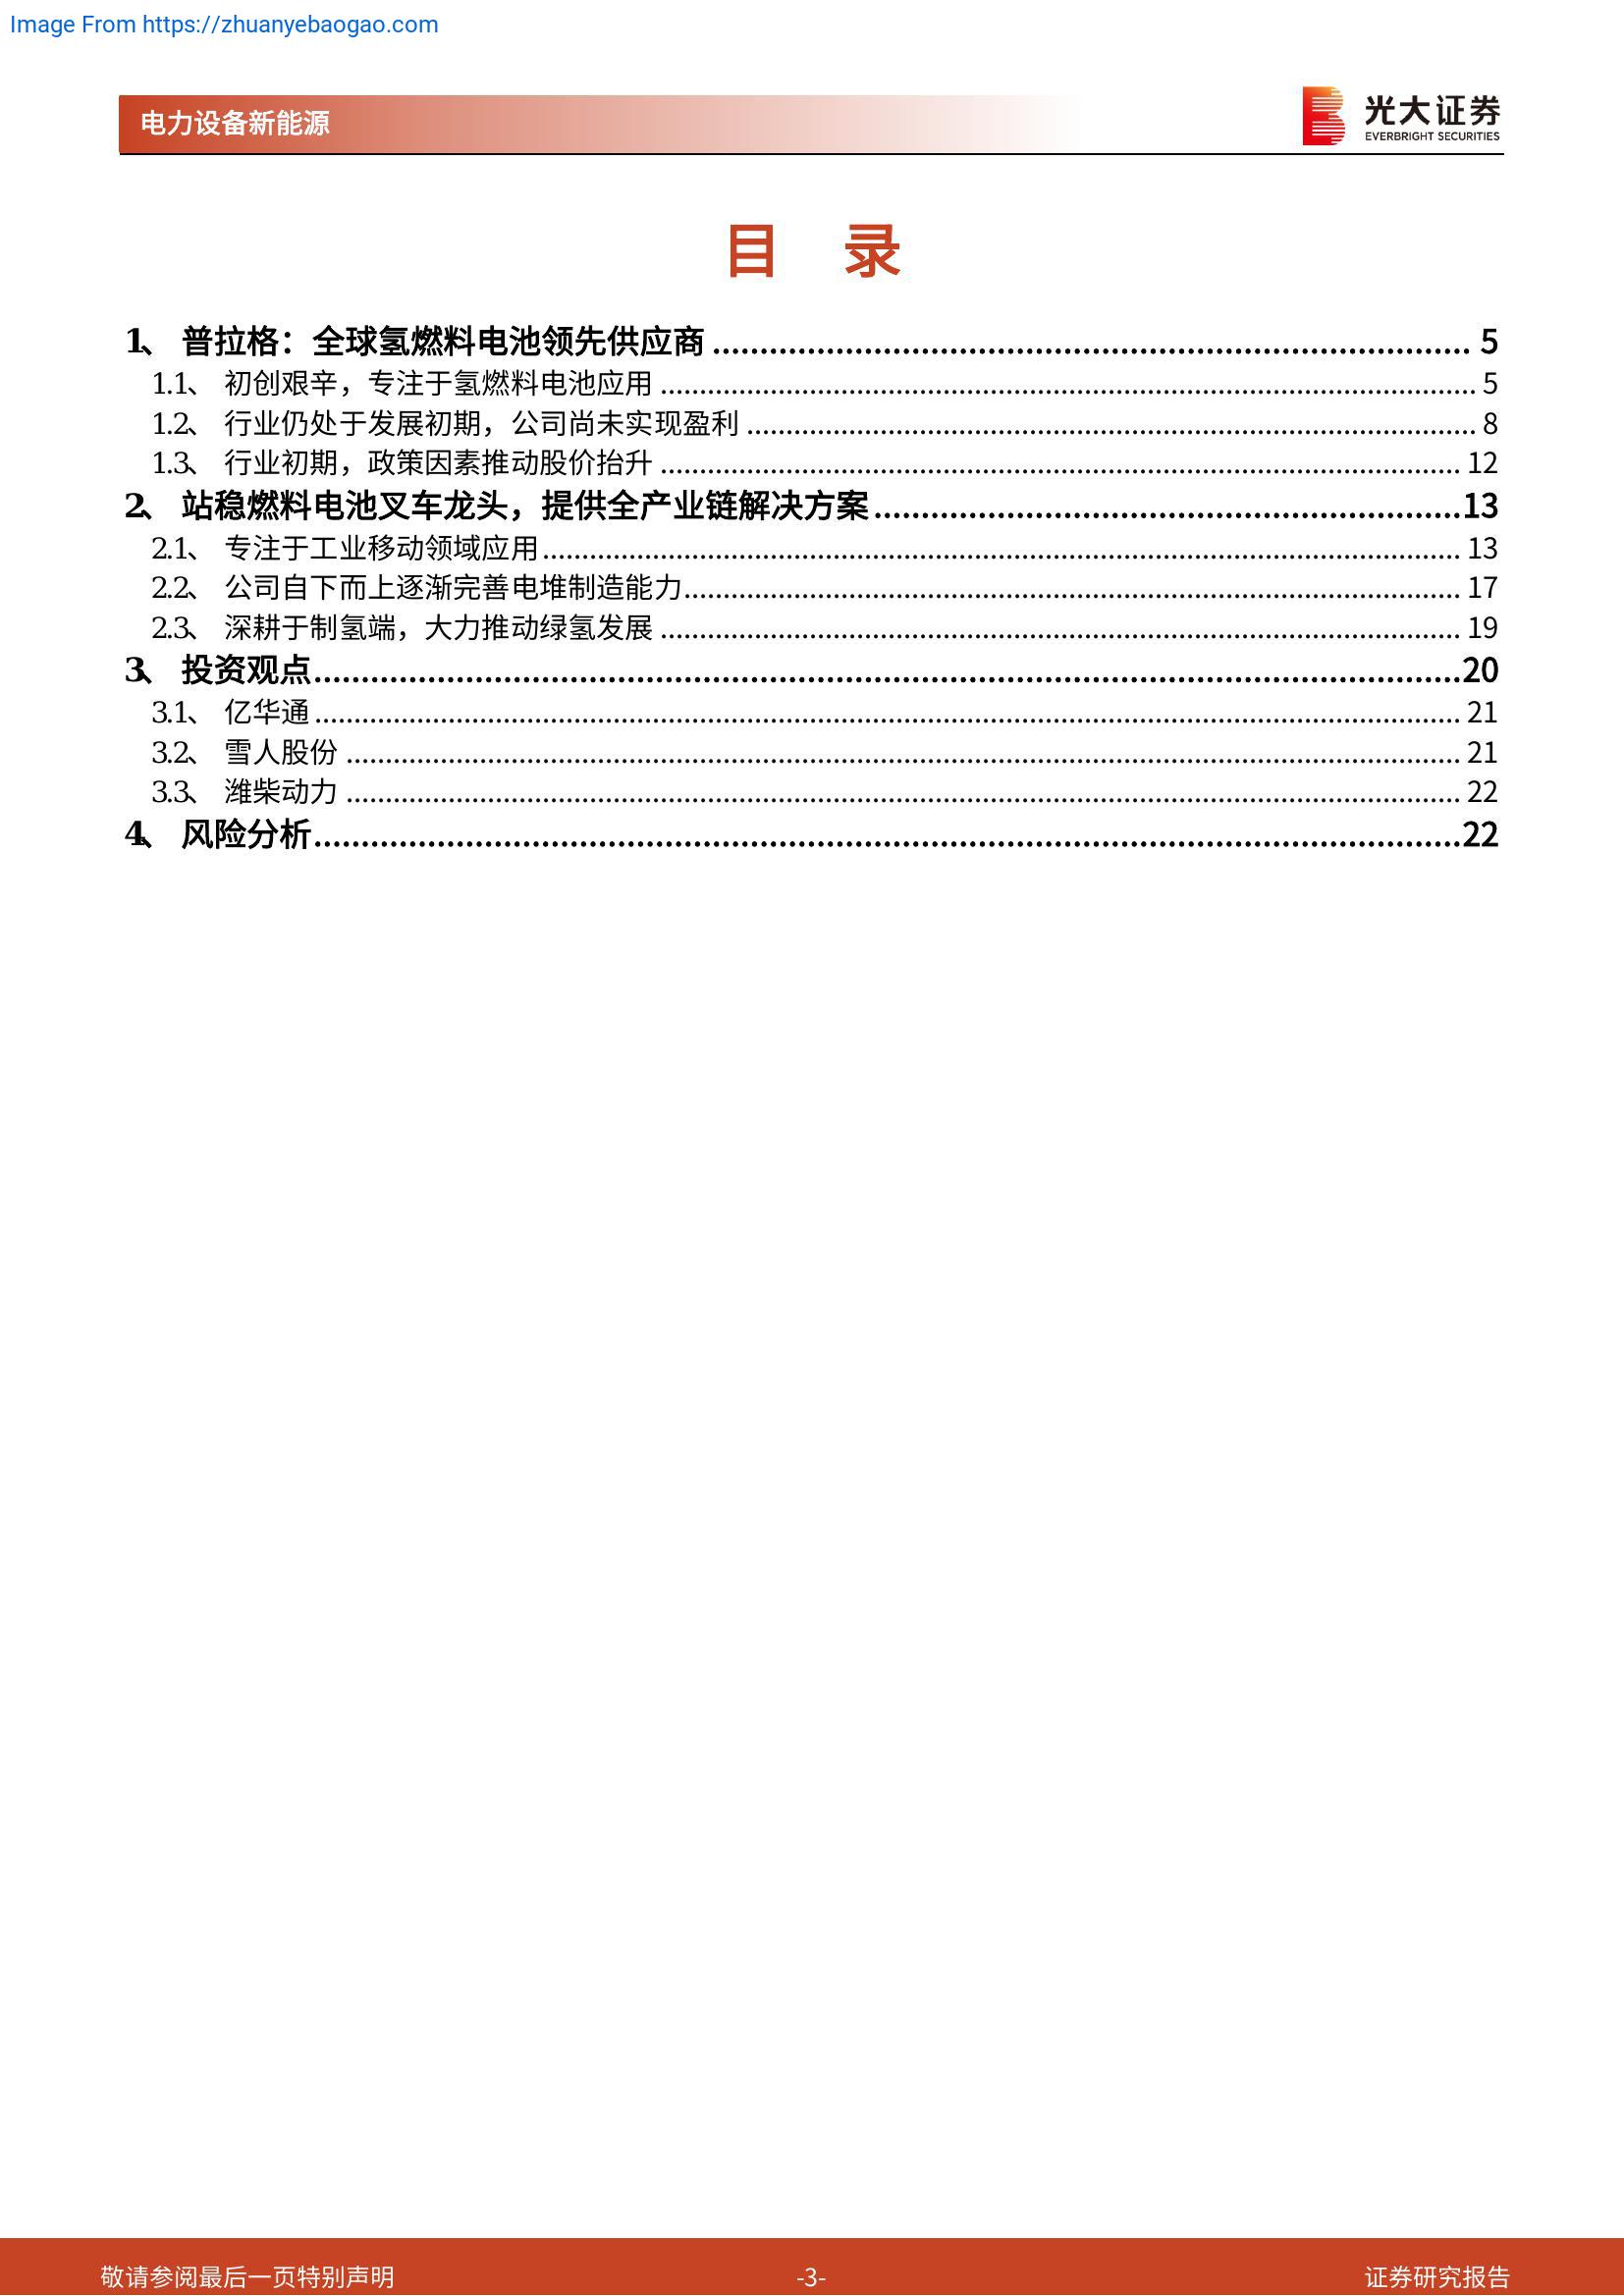 Image From https://zhuanyebaogao.com
电力设备新能源
光大证券
EVERBRIGHT SECURITIES
目 录
1、 普拉格：全球氢燃料电池领先供应商 5
1.1、 初创艰辛，专注于氢燃料电池应用 5
1.2、 行业仍处于发展初期，公司尚未实现盈利 8
1.3、 行业初期，政策因素推动股价抬升 12
2、 站稳燃料电池叉车龙头，提供全产业链解决方案 13
2.1、 专注于工业移动领域应用 13
2.2、 公司自下而上逐渐完善电堆制造能力 17
2.3、 深耕于制氢端，大力推动绿氢发展 19
3、 投资观点 20
3.1、 亿华通 21
3.2、 雪人股份 21
3.3、 潍柴动力 22
4、 风险分析 22
敬请参阅最后一页特别声明 -3- 证券研究报告